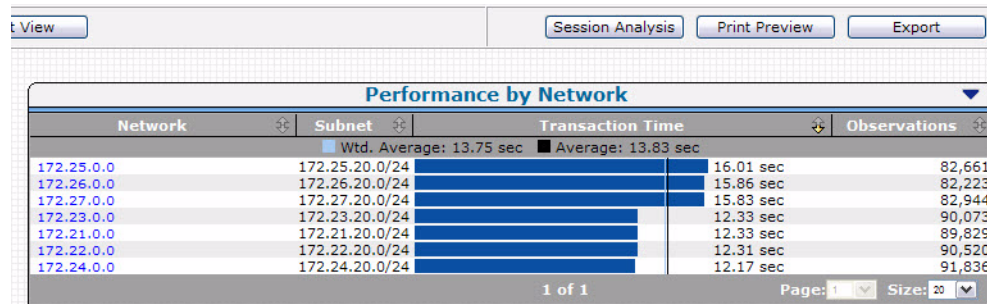 t View
Session Analysis
Print Preview
Export
Performance by Network
Network Subnet Transaction Time Observations
Wtd. Average: 13.75 sec Average: 13.83 sec
172.25.0.0 172.25.20.0/24 16.01 sec 82,661
172.26.0.0 172.26.20.0/24 15.86 sec 82,223
172.27.0.0 172.27.20.0/24 15.83 sec 82,944
172.23.0.0 172.23.20.0/24 12.33 sec 90,073
172.21.0.0 172.21.20.0/24 12.33 sec 89,829
172.22.0.0 172.22.20.0/24 12.31 sec 90,520
172.24.0.0 172.24.20.0/24 12.17 sec 91,836
1 of 1 Page: 1 Size: 20